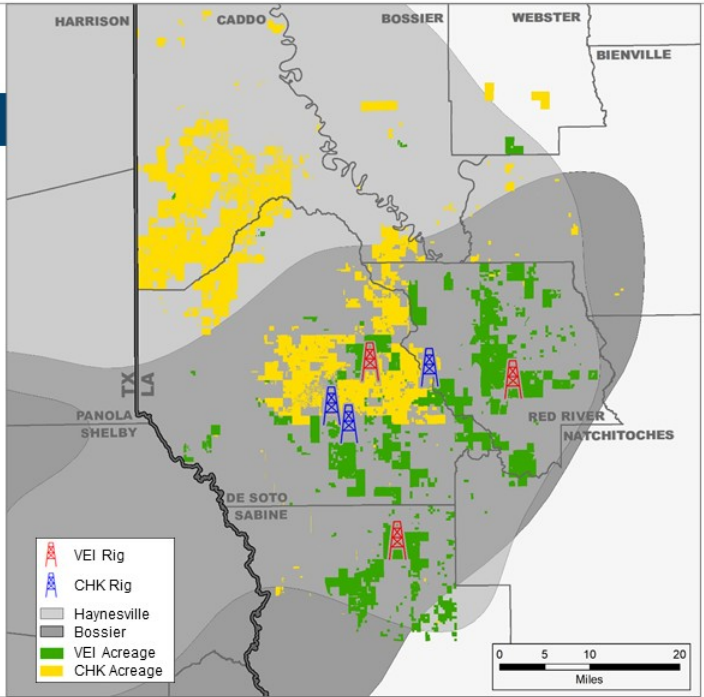 HARRISON
CADDO
BOSSIER
WEBSTER
BIENVILLE
TX
LA
PANOLA
SHELBY
RED RIVER
NATCHITOCHES
DE SOTO
SABINE
VEI Rig
CHK Rig
Haynesville
Bossier
VEI Acreage
CHK Acreage
0 5 10 20
Miles